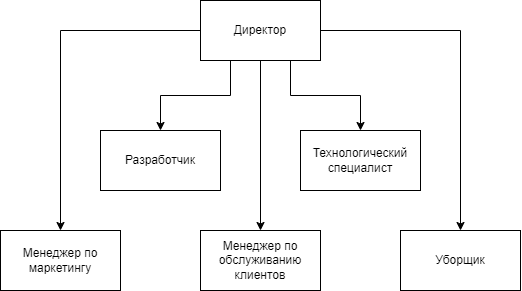 Директор
Разработчик
Технологический
специалист
Менеджер по
маркетингу
Менеджер по
обслуживанию
клиентов
Уборщик